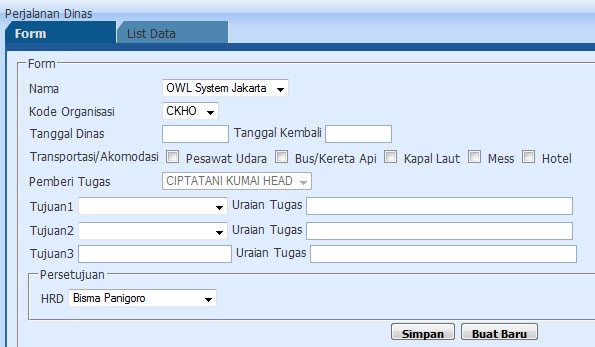 Perjalanan Dinas
Form List Data
Form
Nama OWL System Jakarta
Kode Organisasi CKHO
Tanggal Dinas Tanggal Kembali
Transportasi/Akomodasi Pesawat Udara Bus/Kereta Api Kapal Laut Mess Hotel
Pemberi Tugas CIPTATANI KUMAI HEAD
Tujuan1 Uraian Tugas
Tujuan2 Uraian Tugas
Tujuan3 Uraian Tugas
Persetujuan
HRD Bisma Panigoro
Simpan Buat Baru